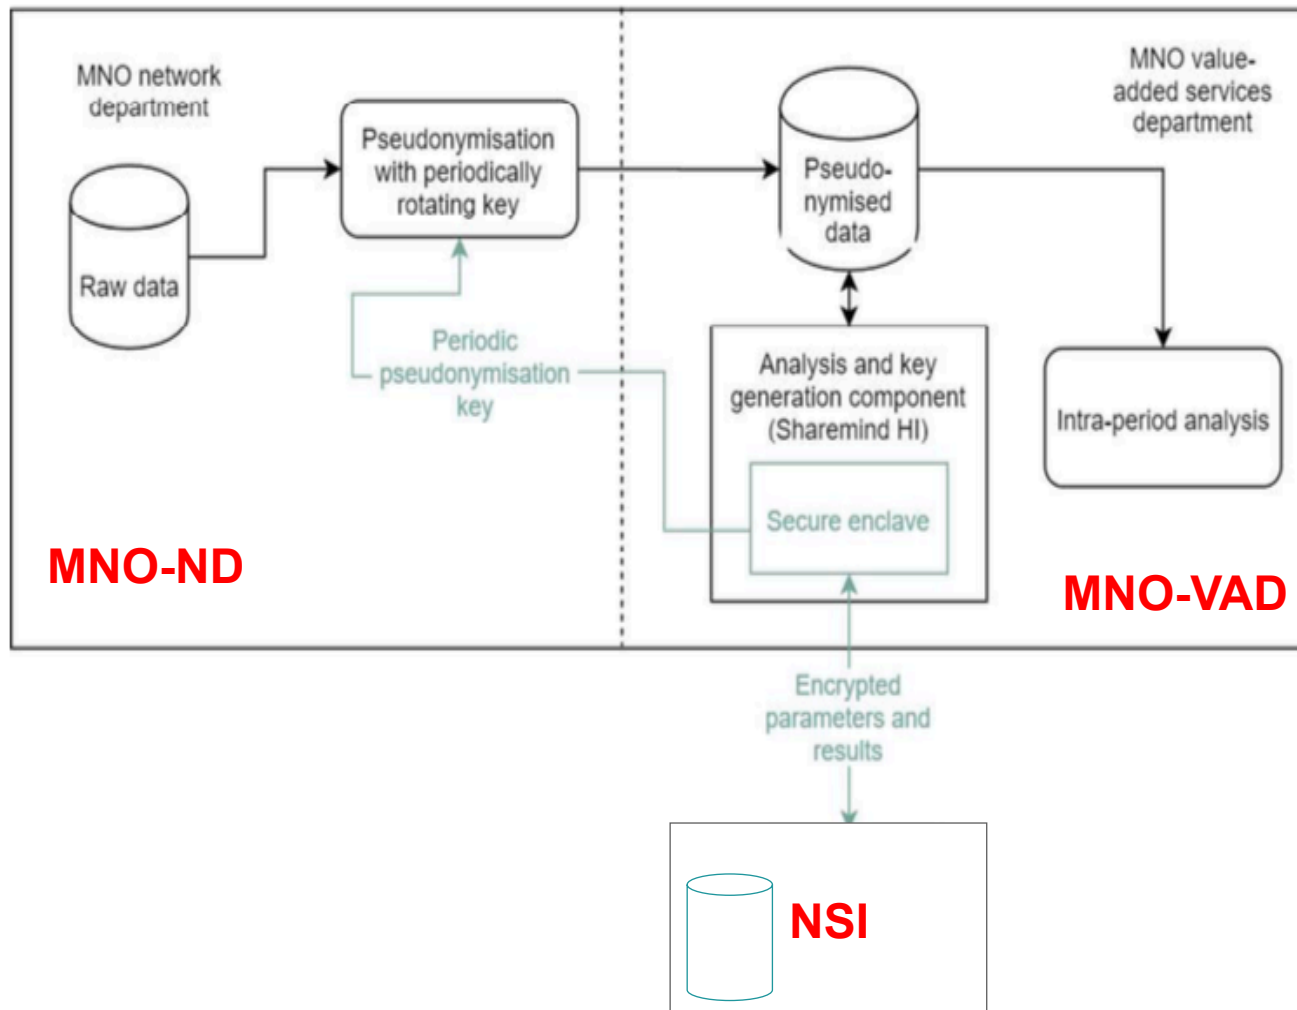 MNO network
department
Raw data
Pseudonymisation
with periodically
rotating key
Periodic
pseudonymisation
key
MNO-ND
Pseudo-
nymised
data
MNO value-
added services
department
Analysis and key
generation component
(Sharemind HI)
Secure enclave
Intra-period analysis
MNO-VAD
Encrypted
parameters and
results
NSI